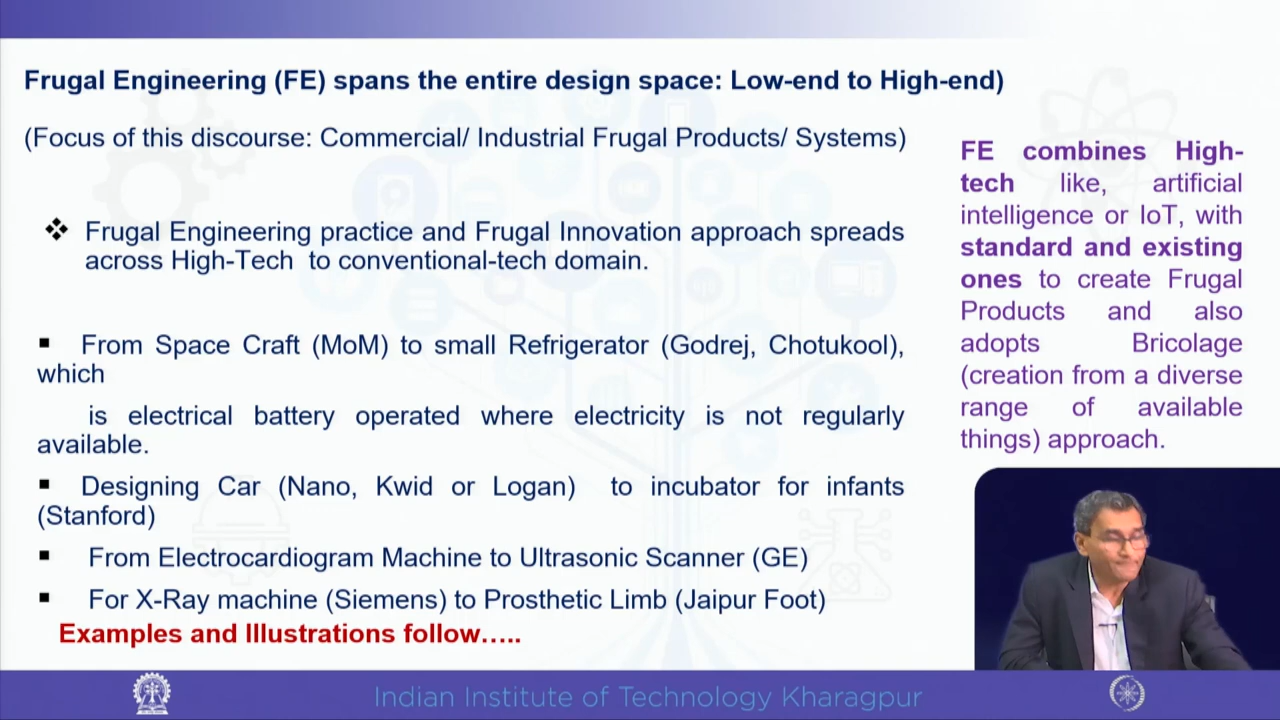 Frugal Engineering (FE) spans the entire design space: Low-end to High-end)
(Focus of this discourse: Commercial/ Industrial Frugal Products/ Systems)
❖ Frugal Engineering practice and Frugal Innovation approach spreads
across High-Tech to conventional-tech domain.
▪ From Space Craft (MoM) to small Refrigerator (Godrej, Chotukool),
which
is electrical battery operated where electricity is not regularly
available.
▪ Designing Car (Nano, Kwid or Logan) to incubator for infants
(Stanford)
▪ From Electrocardiogram Machine to Ultrasonic Scanner (GE)
▪ For X-Ray machine (Siemens) to Prosthetic Limb (Jaipur Foot)
Examples and Illustrations follow.....
FE combines High-
tech like, artificial
intelligence or IoT, with
standard and existing
ones to create Frugal
Products and also
adopts Bricolage
(creation from a diverse
range of available
things) approach.
Indian Institute of Technology Kharagpur